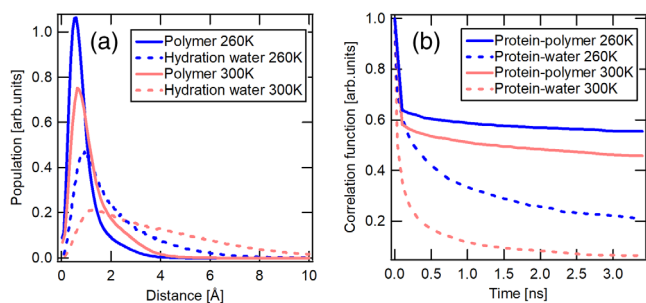 (a)
Polymer 260K
Hydration water 260K
Polymer 300K
Hydration water 300K
Population [arb.units]
1.0
0.8
0.6
0.4
0.2
0.0
0 2 4 6 8 10
Distance [Å]
(b)
Protein-polymer 260K
Protein-water 260K
Protein-polymer 300K
Protein-water 300K
Correlation function [arb.units]
1.0
0.8
0.6
0.4
0.2
0.0 0.5 1.0 1.5 2.0 2.5 3.0
Time [ns]